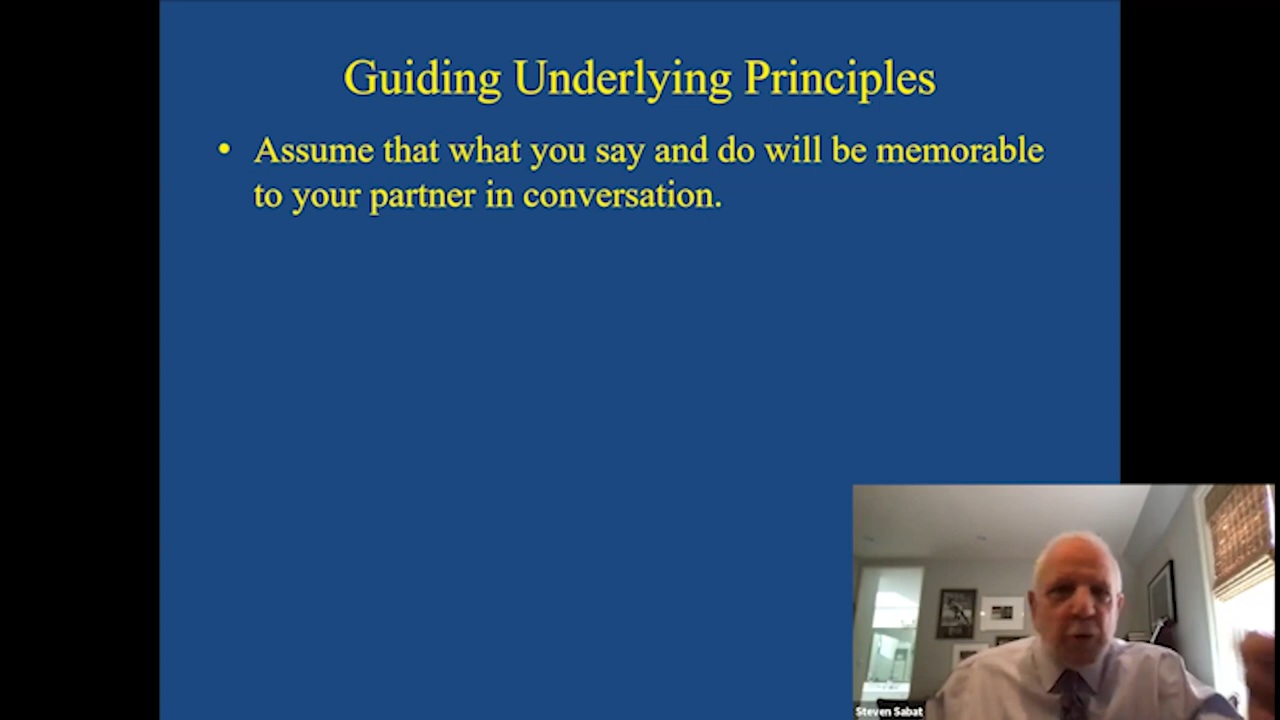 Guiding Underlying Principles
• Assume that what you say and do will be memorable
to your partner in conversation.
Steven Sabat